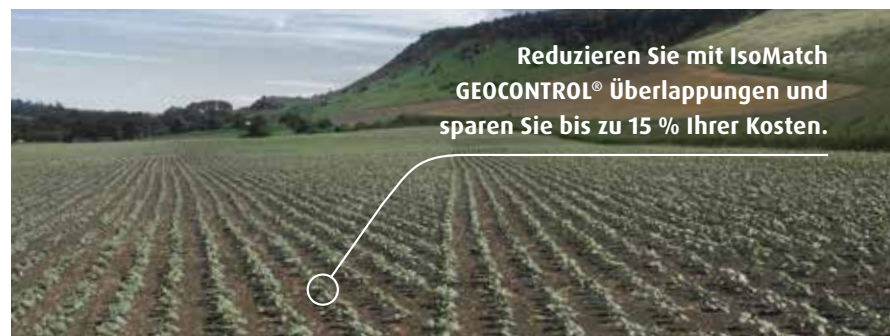 Reduzieren Sie mit IsoMatch
GEOCONTROL® Überlappungen und
sparen Sie bis zu 15 % Ihrer Kosten.